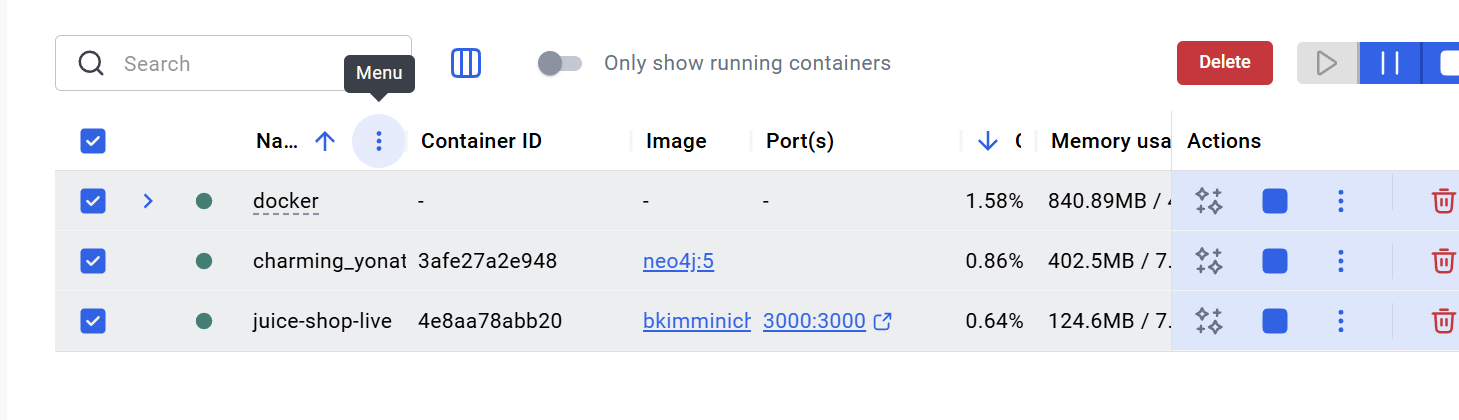 Search
Menu
Only show running containers
Delete
Na... Container ID Image Port(s) Memory usa Actions
docker - - - 1.58% 840.89MB /
charming_yonat 3afe27a2e948 neo4j:5 0.86% 402.5MB / 7.
juice-shop-live 4e8aa78abb20 bkimminich 3000:3000 0.64% 124.6MB / 7.